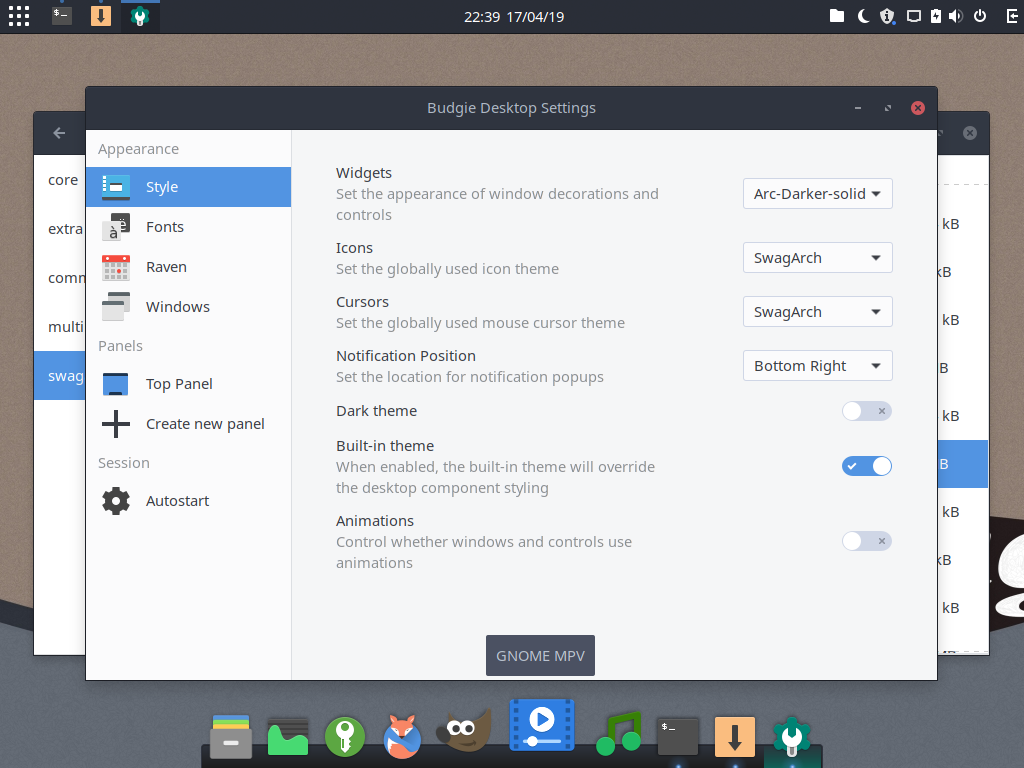 22:39 17/04/19
Budgie Desktop Settings
core
extra
comm
multi
swag
Appearance
Style
Fonts
Raven
Windows
Panels
Top Panel
Create new panel
Session
Autostart
Widgets
Set the appearance of window decorations and
controls
Arc-Darker-solid
Icons
Set the globally used icon theme
SwagArch
Cursors
Set the globally used mouse cursor theme
SwagArch
Notification Position
Set the location for notification popups
Bottom Right
Dark theme
Built-in theme
When enabled, the built-in theme will override
the desktop component styling
Animations
Control whether windows and controls use
animations
kB
kB
kB
B
kB
B
kB
kB
kB
GNOME MPV